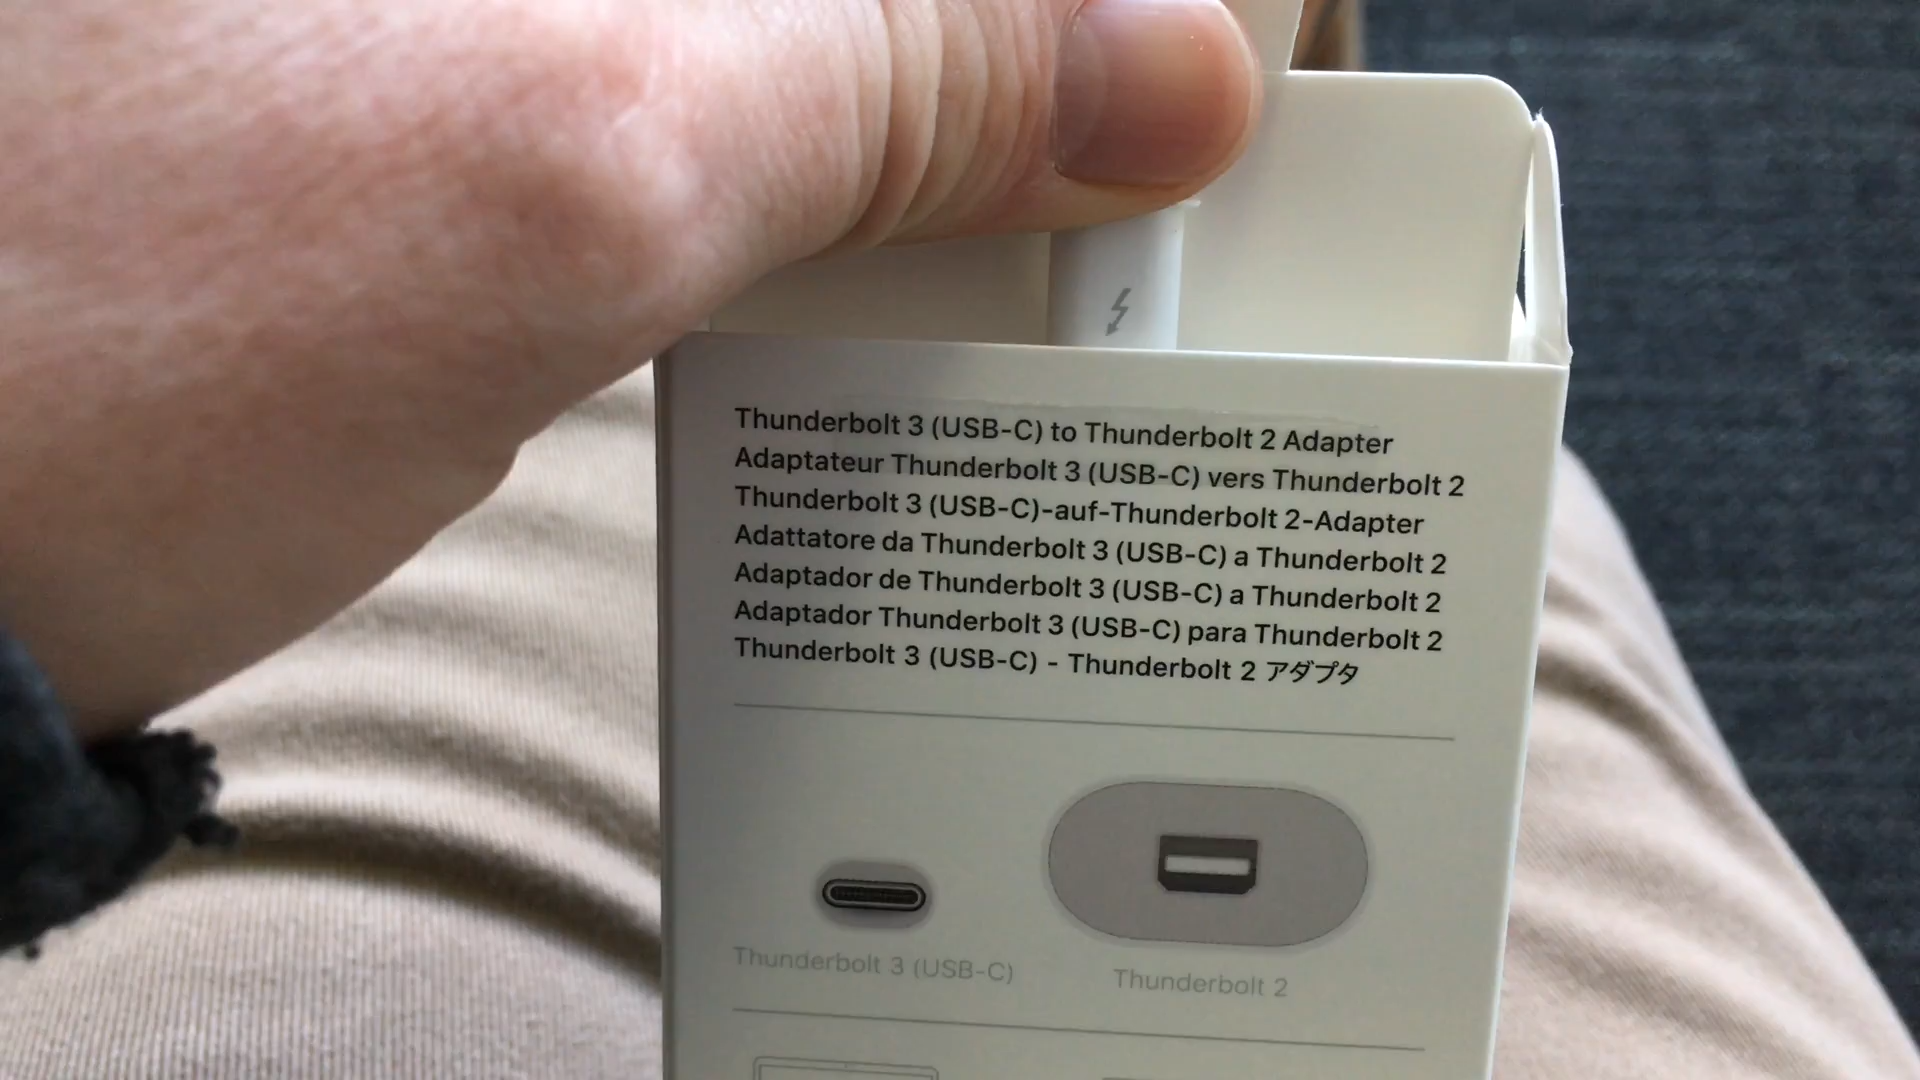 Thunderbolt 3 (USB-C) to Thunderbolt 2 Adapter
Adaptateur Thunderbolt 3 (USB-C) vers Thunderbolt 2
Thunderbolt 3 (USB-C)-auf-Thunderbolt 2-Adapter
Adattatore da Thunderbolt 3 (USB-C) a Thunderbolt 2
Adaptador de Thunderbolt 3 (USB-C) a Thunderbolt 2
Adaptador Thunderbolt 3 (USB-C) para Thunderbolt 2
Thunderbolt 3 (USB-C) - Thunderbolt 2 アダプタ
Thunderbolt 3 (USB-C)
Thunderbolt 2